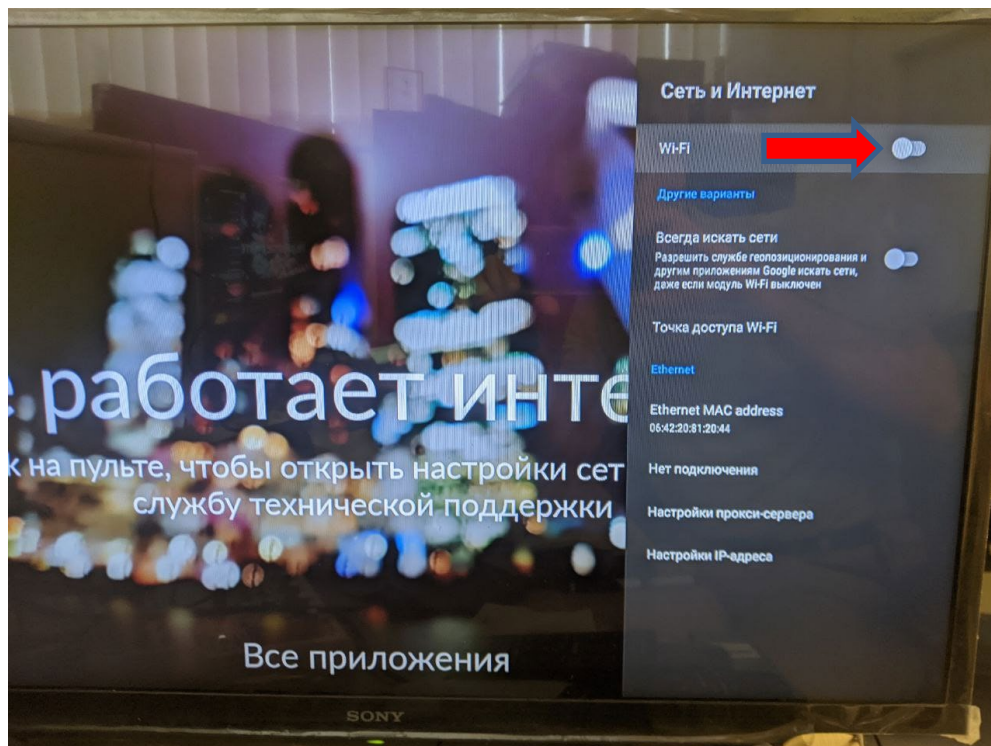 Сеть и Интернет
Wi-Fi
Другие варианты
Всегда искать сети
Разрешить службе геопозиционирования и
другим приложениям Google искать сети,
даже если модуль Wi-Fi выключен
Точка доступа Wi-Fi
Ethernet
Ethernet MAC address
06:42:20:81:20:44
Нет подключения
Настройки прокси-сервера
Настройки IP-адреса
е работает инте
к на пульте, чтобы открыть настройки сет
службу технической поддержки
Все приложения
SONY